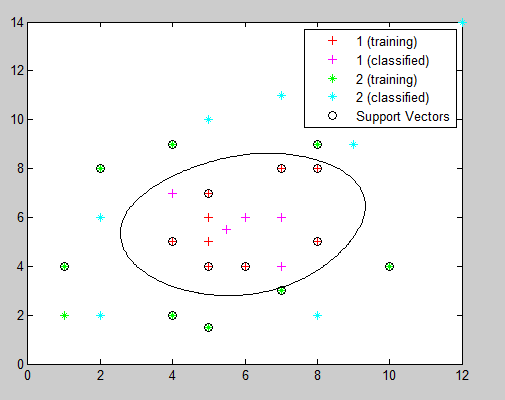 14
12
10
8
6
4
2
0
1 (training)
1 (classified)
2 (training)
2 (classified)
Support Vectors
0 2 4 6 8 10 12